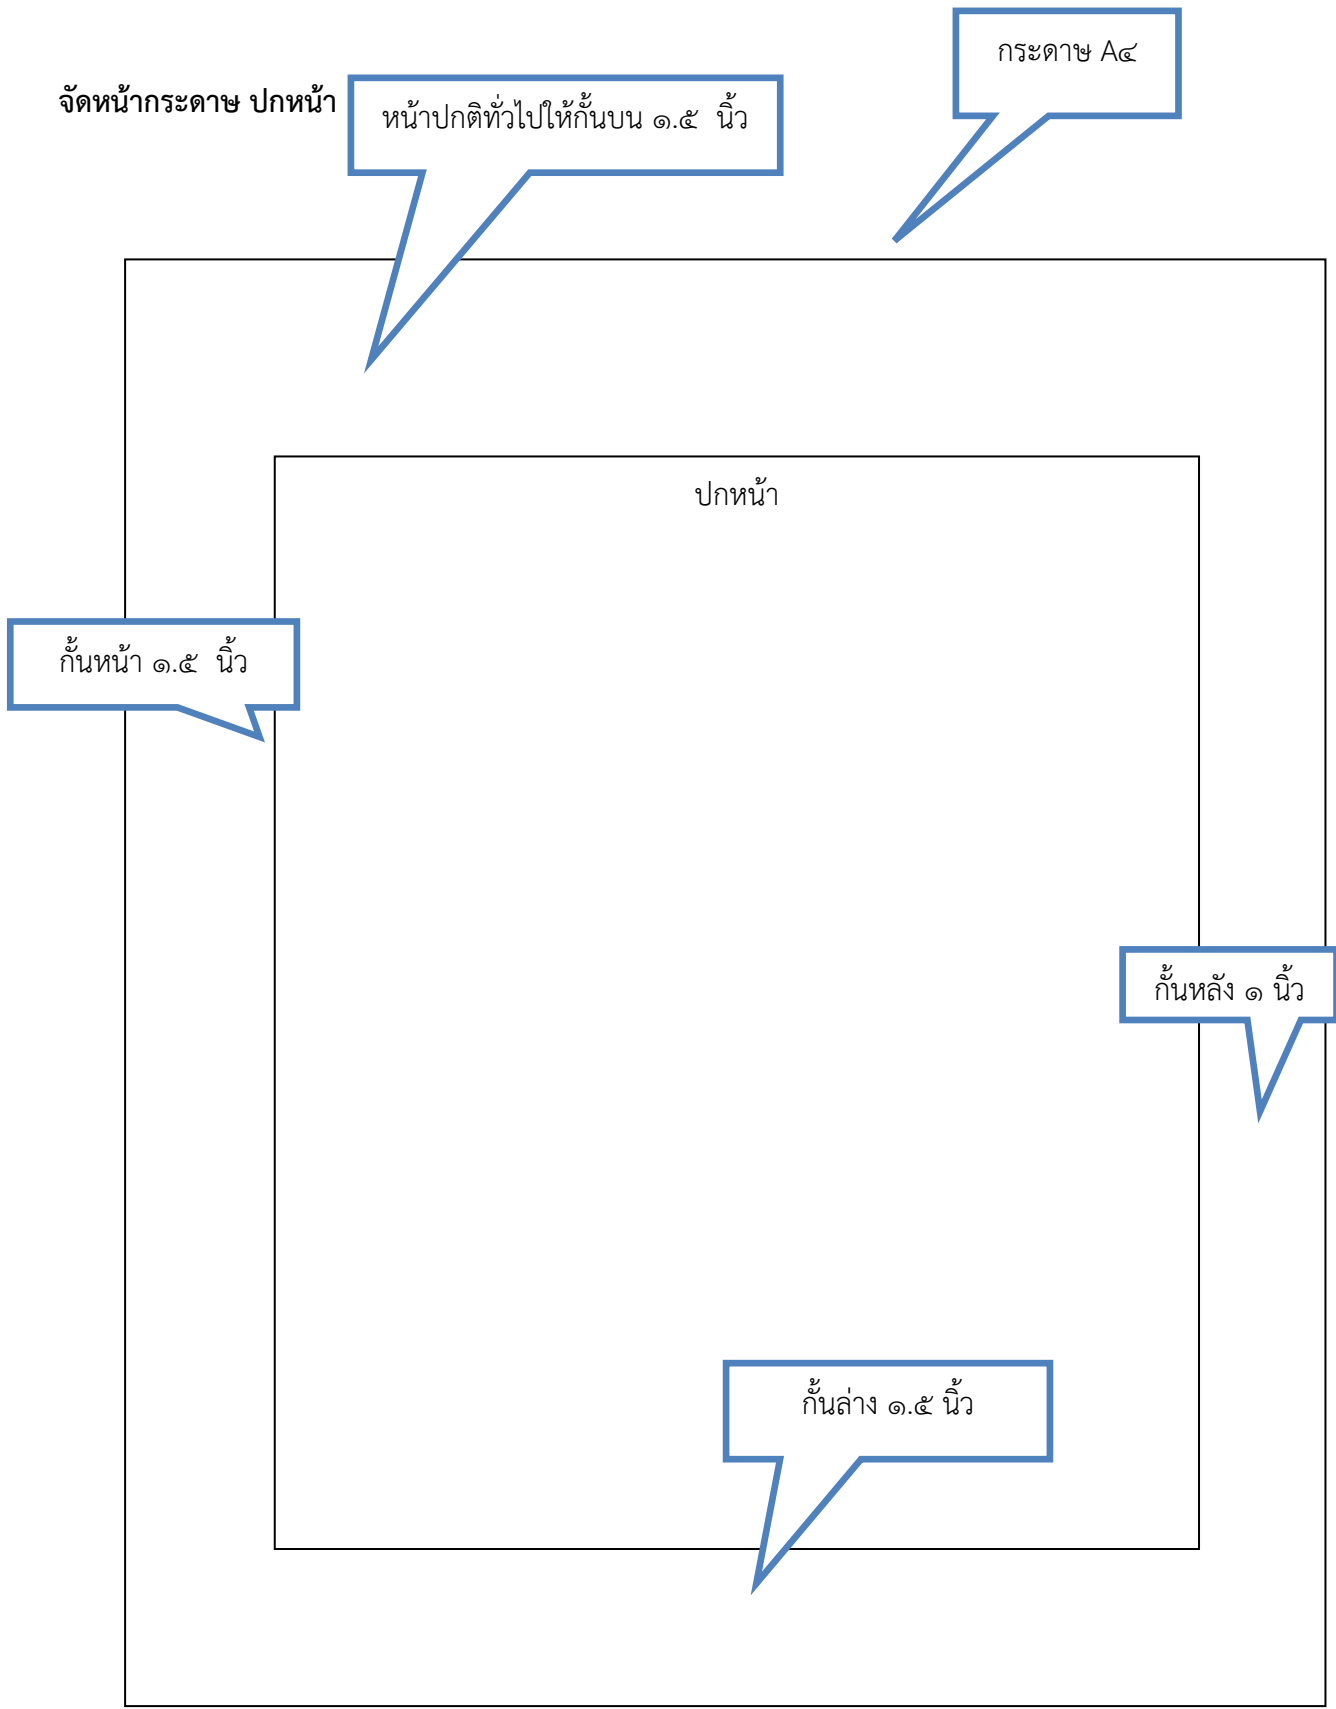 กระดาษ A๔
จัดหน้ากระดาษ ปกหน้า
หน้าปกติทั่วไปให้กั้นบน ๑.๕ นิ้ว
ปกหน้า
กั้นหน้า ๑.๕ นิ้ว
กั้นหลัง ๑ นิ้ว
กั้นล่าง ๑.๕ นิ้ว